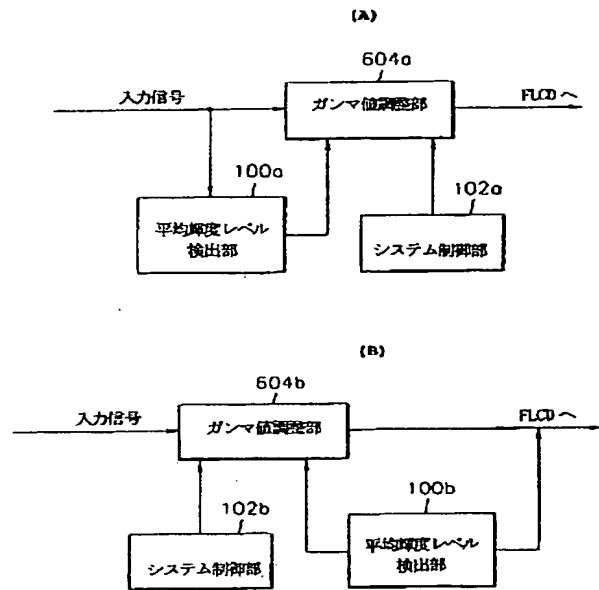 (A)
604a
入力信号
ガンマ値調整部
FLCDへ
100a
102a
平均輝度レベル
検出部
システム制御部
(B)
604b
入力信号
ガンマ値調整部
FLCDへ
102b
100b
システム制御部
平均輝度レベル
検出部